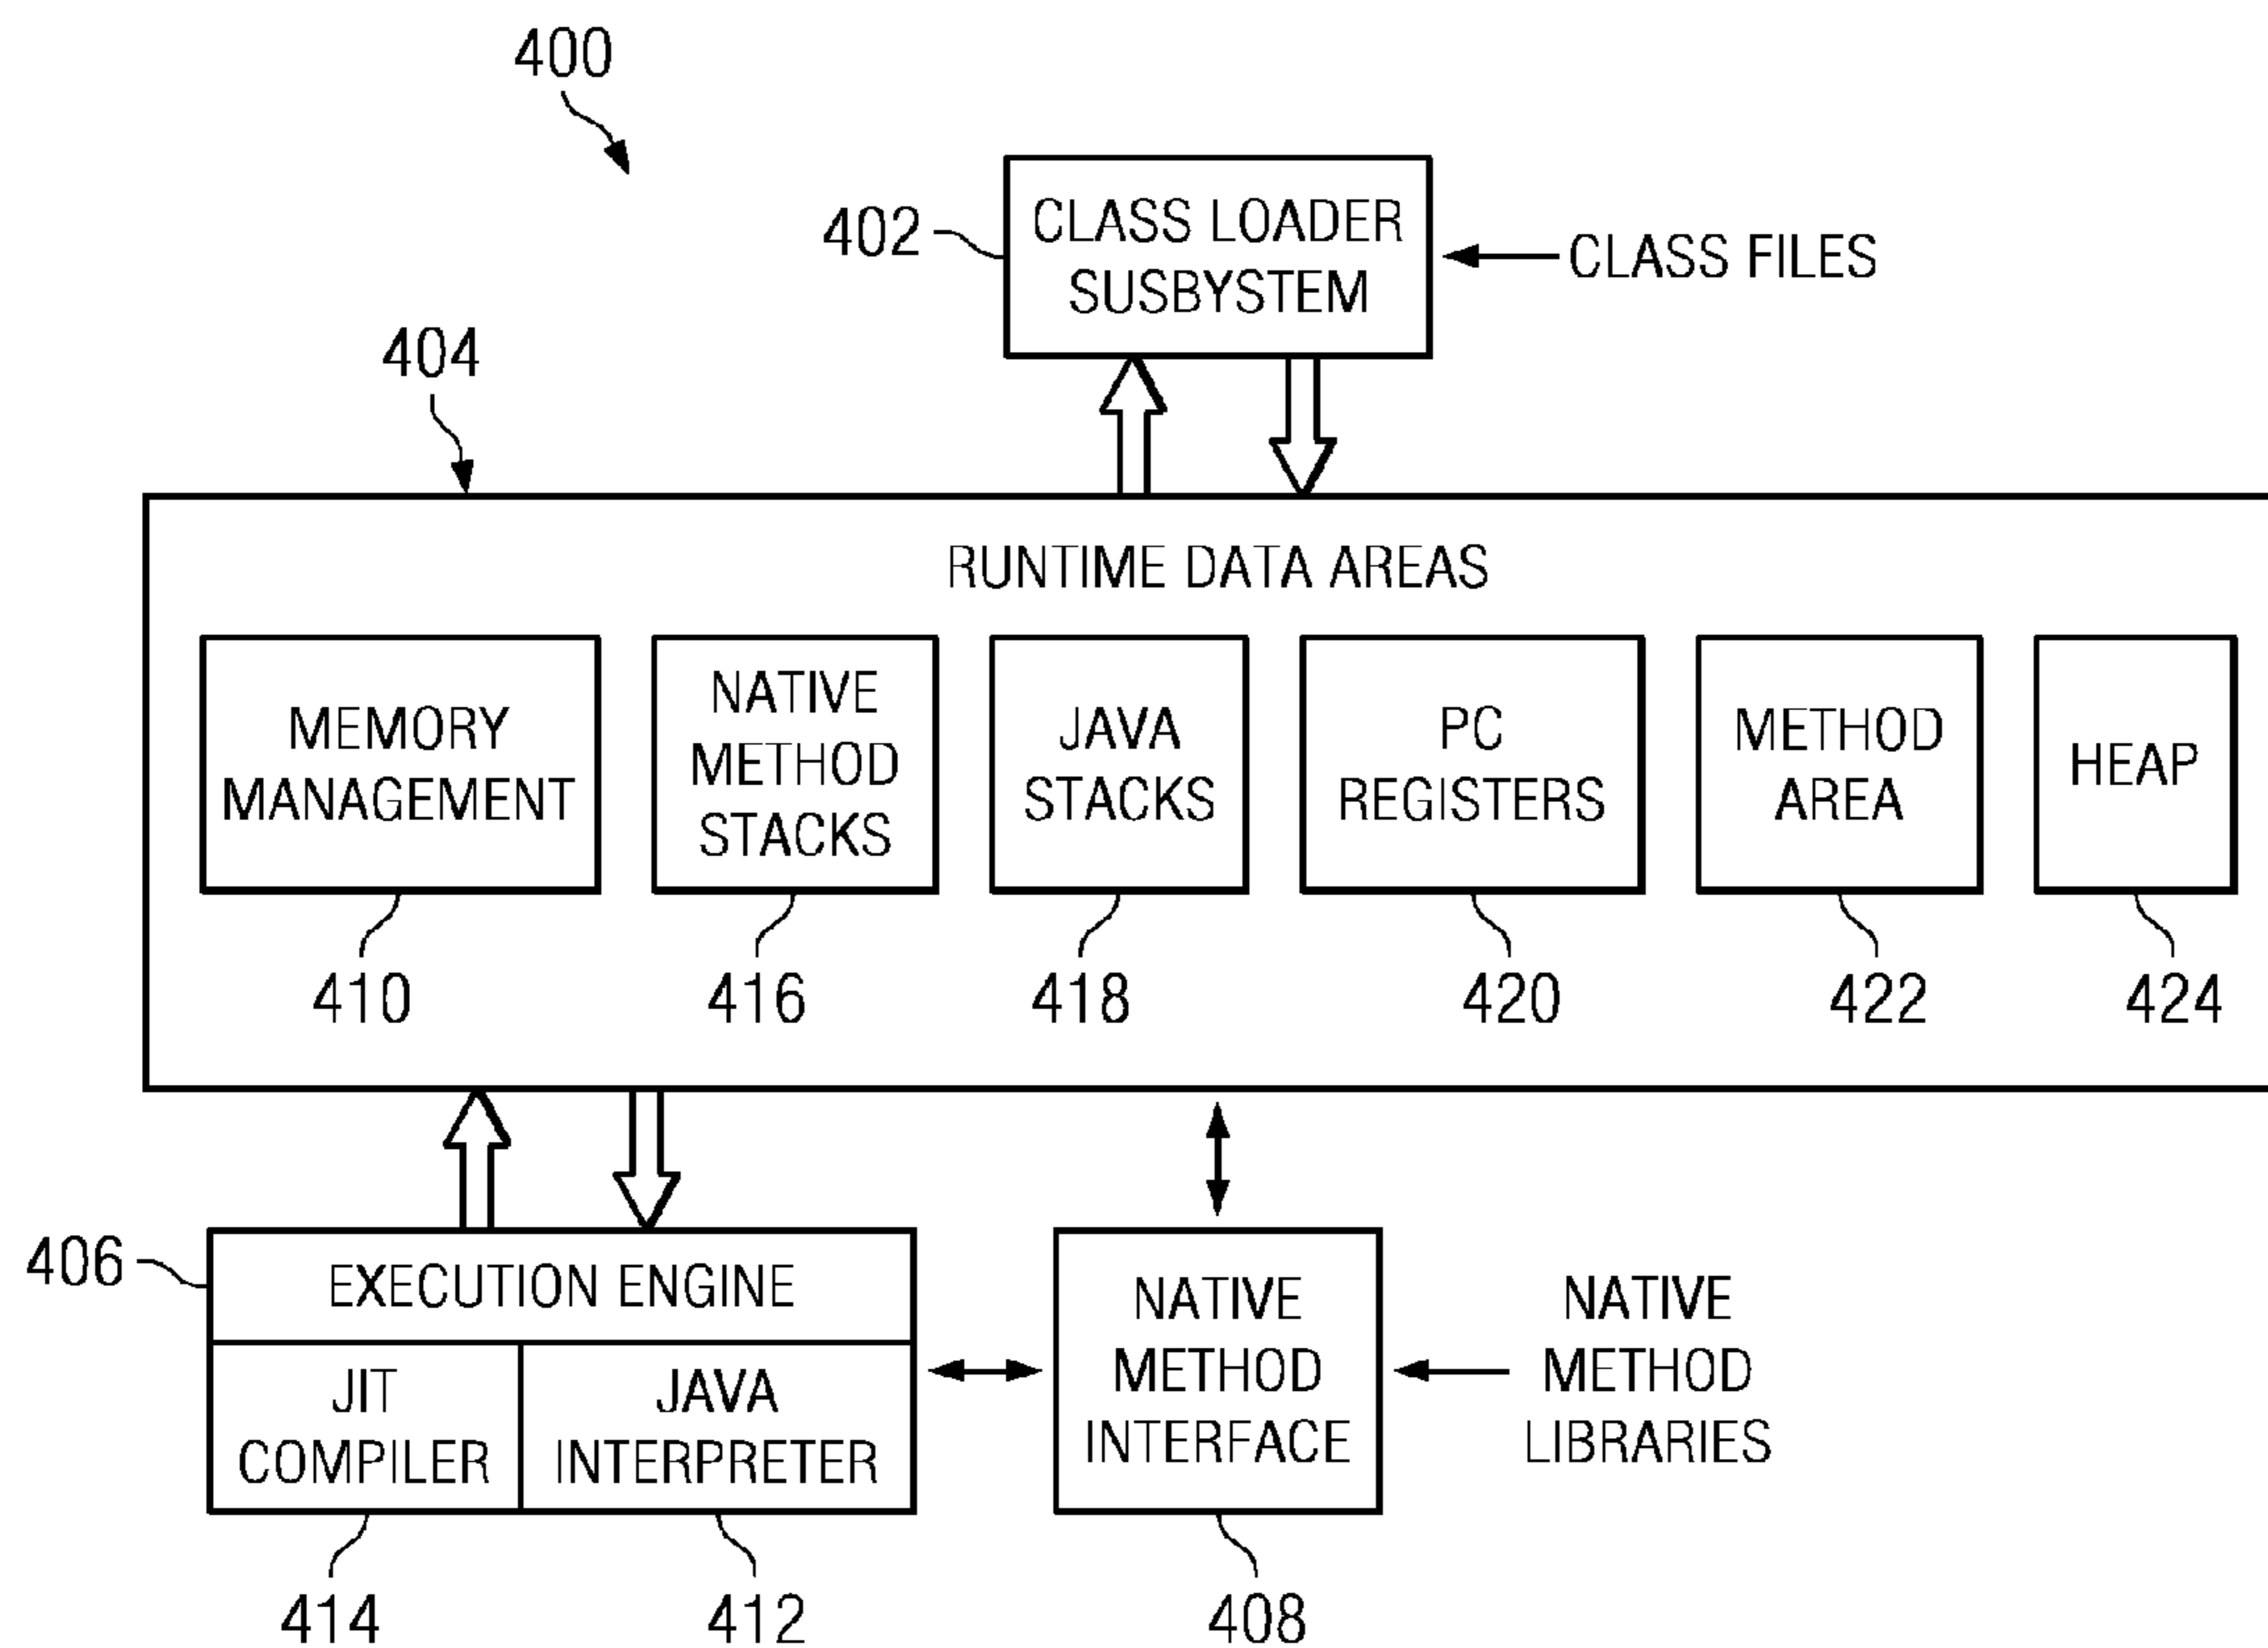 400
402
CLASS LOADER
SUSBYSTEM
CLASS FILES
404
RUNTIME DATA AREAS
MEMORY
MANAGEMENT
NATIVE
METHOD
STACKS
JAVA
STACKS
PC
REGISTERS
METHOD
AREA
HEAP
410
416
418
420
422
424
406
EXECUTION ENGINE
JIT
COMPILER
JAVA
INTERPRETER
NATIVE
METHOD
INTERFACE
NATIVE
METHOD
LIBRARIES
414
412
408